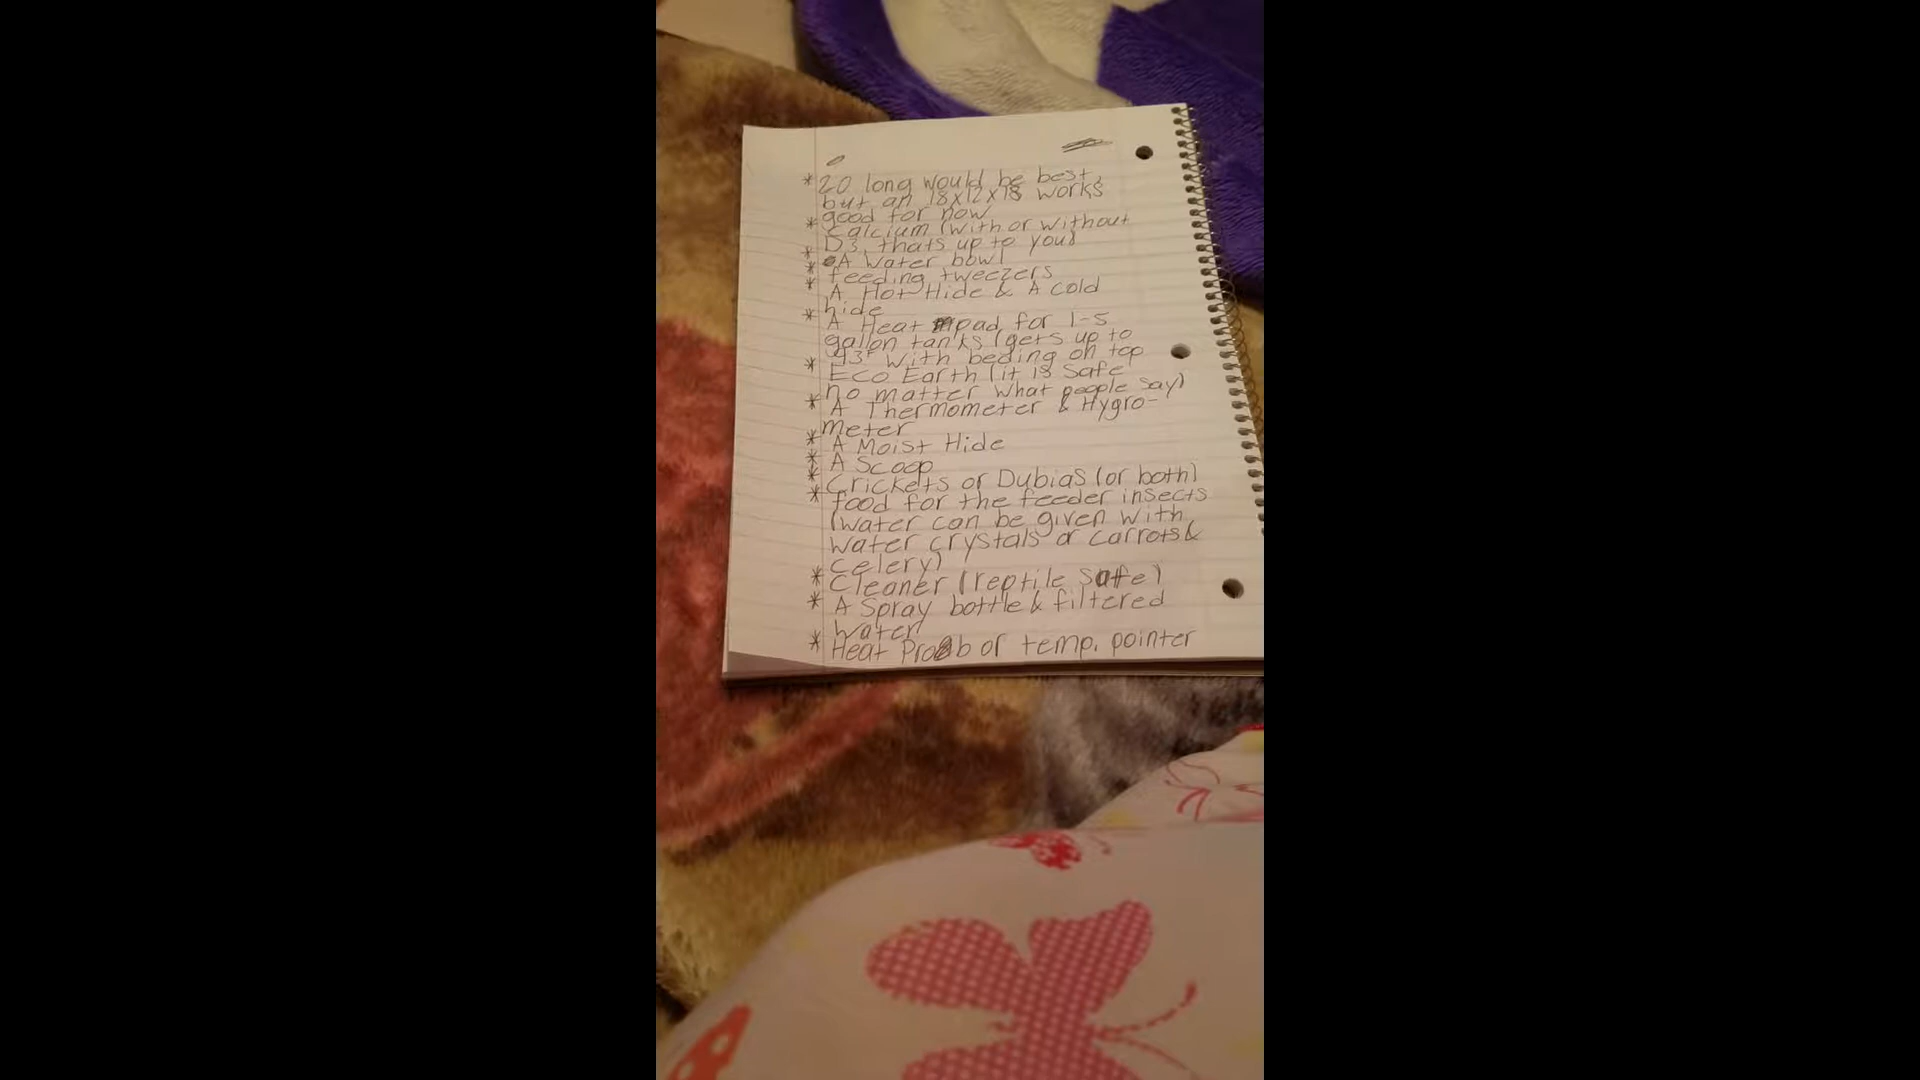 * 20 long would be best,
but an 18x12x18 works
good for now
* Calcium (with or without
D3, thats up to you)
* A Water bowl
* feeding tweezers
* A Hot Hide & A cold
hide
* A Heat pad for 1-5
gallon tanks (gets up to
93° With beding on top
* Eco Earth (it is Safe
no matter What people Say)
* A Thermometer & Hygro-
meter
* A Moist Hide
* A Scoop
* Crickets or Dubias (or both)
* food for the feeder insects
(water can be given with
water crystals or carrots &
celery)
* Cleaner (reptile safe)
* A Spray bottle & filtered
Water
* Heat Prob or temp. pointer